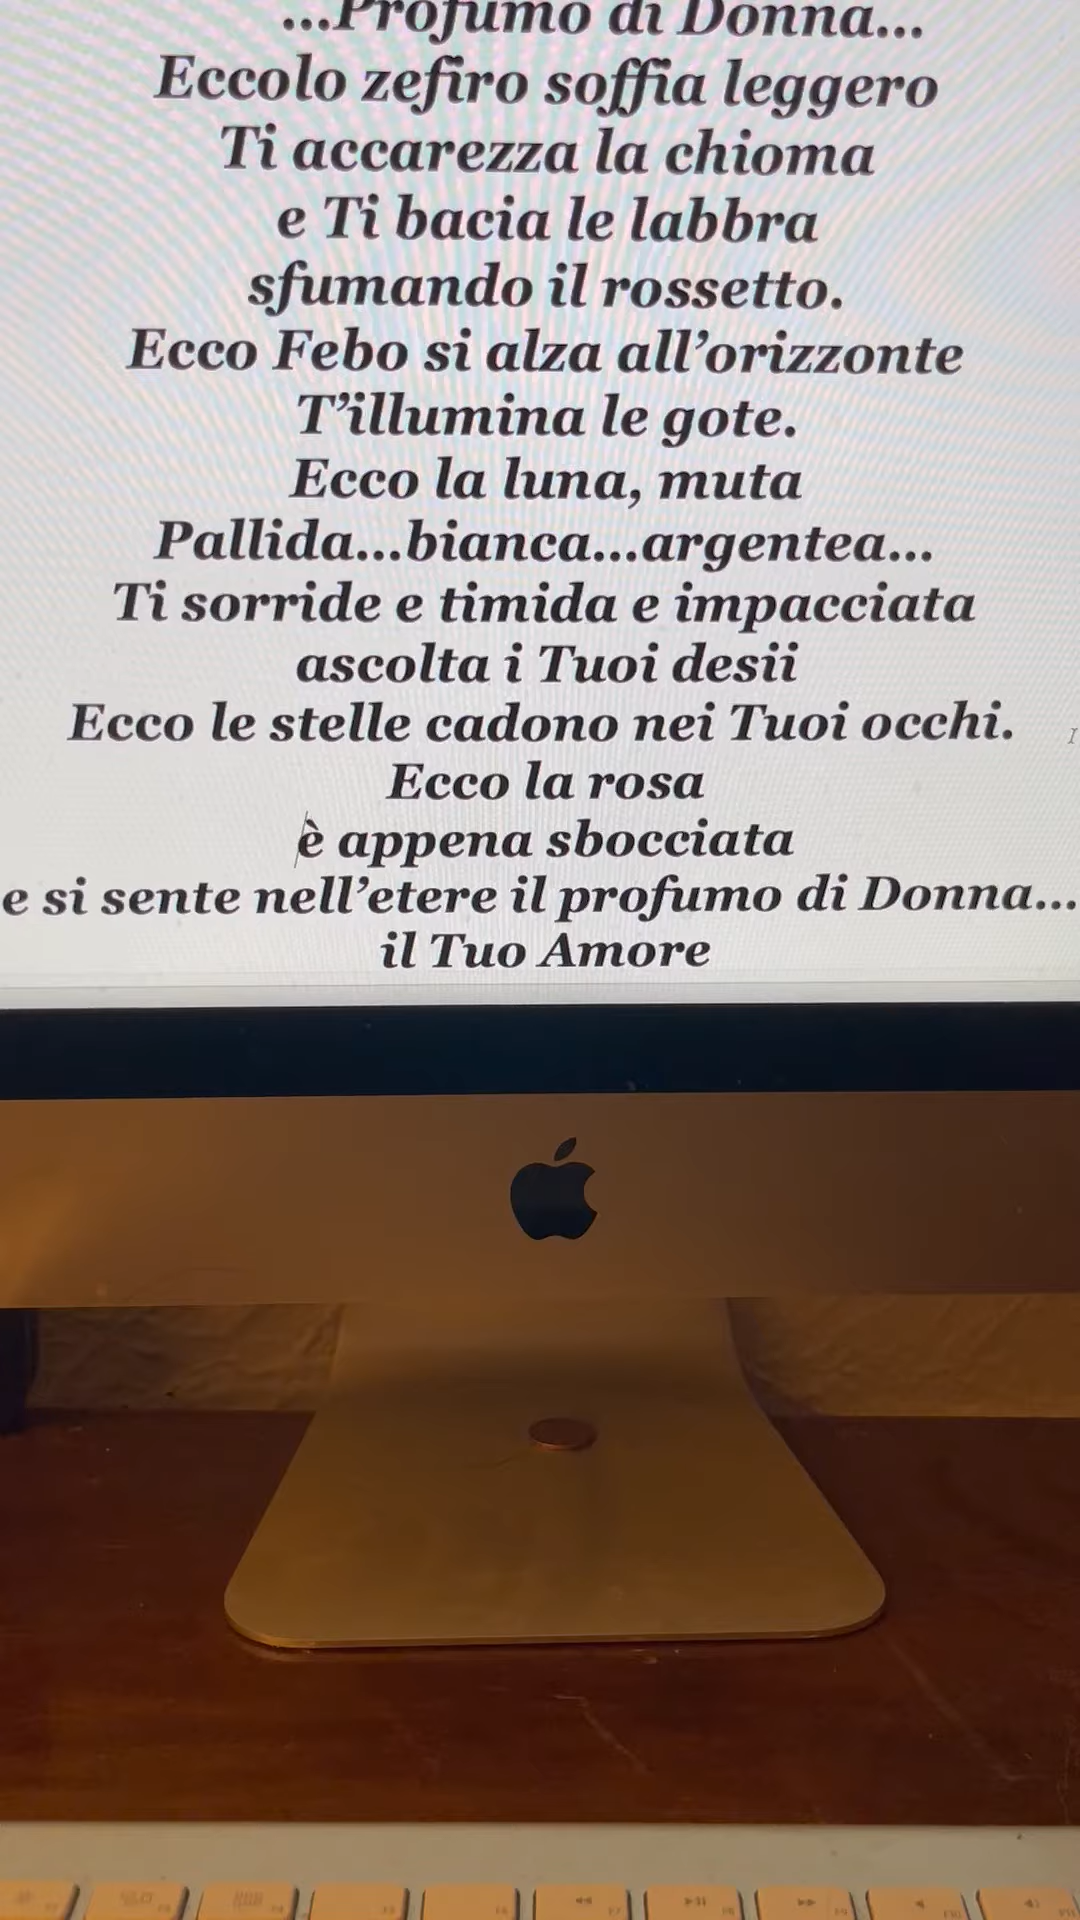 ...Profumo di Donna...
Eccolo zefiro soffia leggero
Ti accarezza la chioma
e Ti bacia le labbra
sfumando il rossetto.
Ecco Febo si alza all’orizzonte
T’illumina le gote.
Ecco la luna, muta
Pallida...bianca...argentea...
Ti sorride e timida e impacciata
ascolta i Tuoi desii
Ecco le stelle cadono nei Tuoi occhi.
Ecco la rosa
è appena sbocciata
e si sente nell’etere il profumo di Donna...
il Tuo Amore